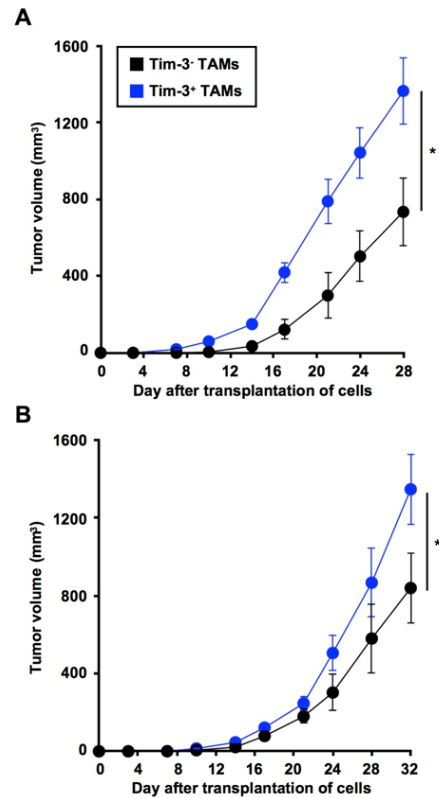 A
1600
1200
800
400
0
Tim-3⁻ TAMs
Tim-3⁺ TAMs
Tumor volume (mm³)
*
0 4 8 12 16 20 24 28
Day after transplantation of cells
B
1600
1200
800
400
0
Tumor volume (mm³)
*
0 4 8 12 16 20 24 28 32
Day after transplantation of cells